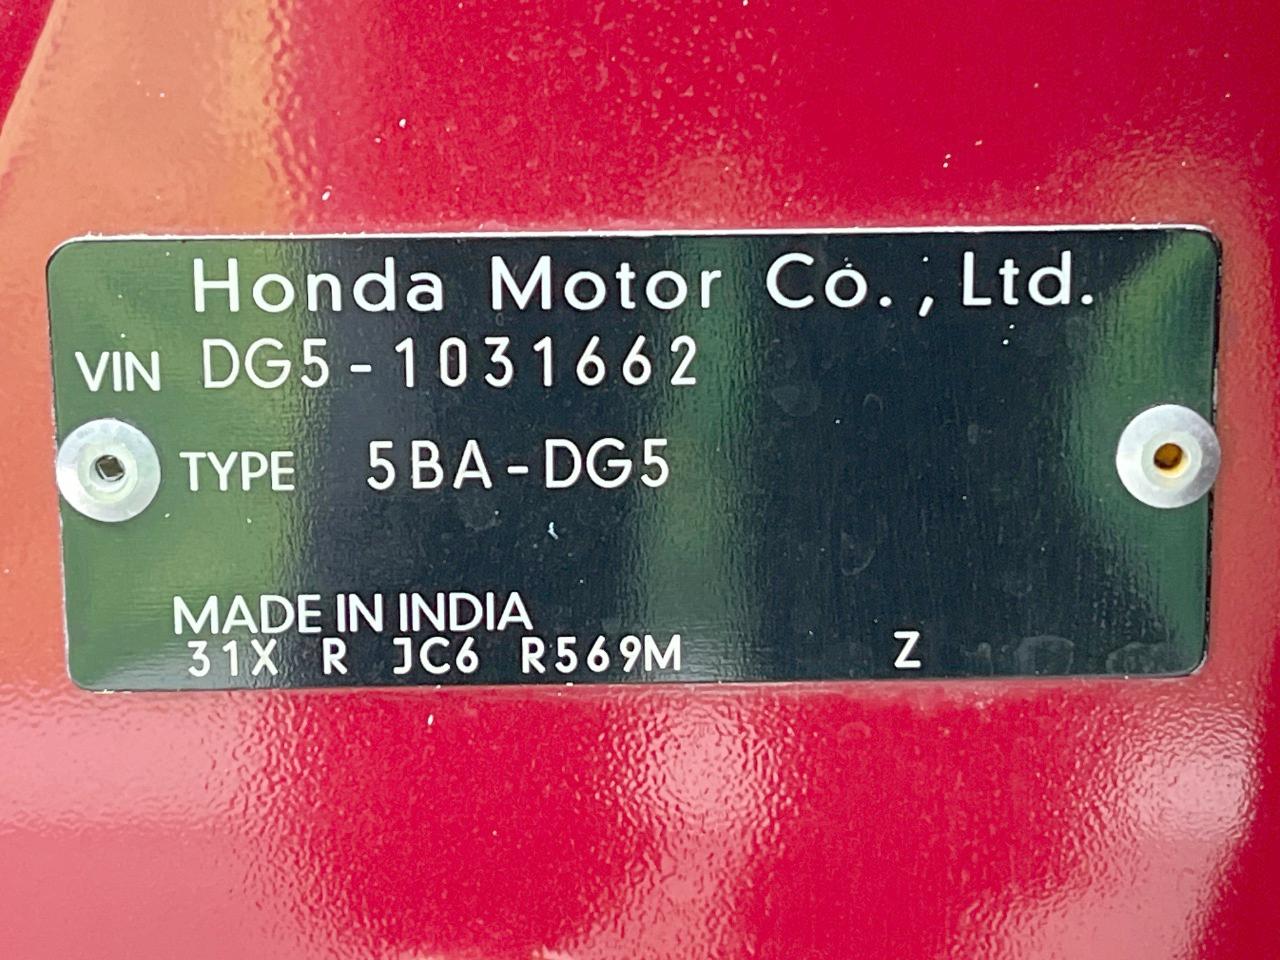 Honda Motor Co., Ltd.
VIN DG5-1031662
TYPE 5BA-DG5
MADE IN INDIA
31X R JC6 R569M Z